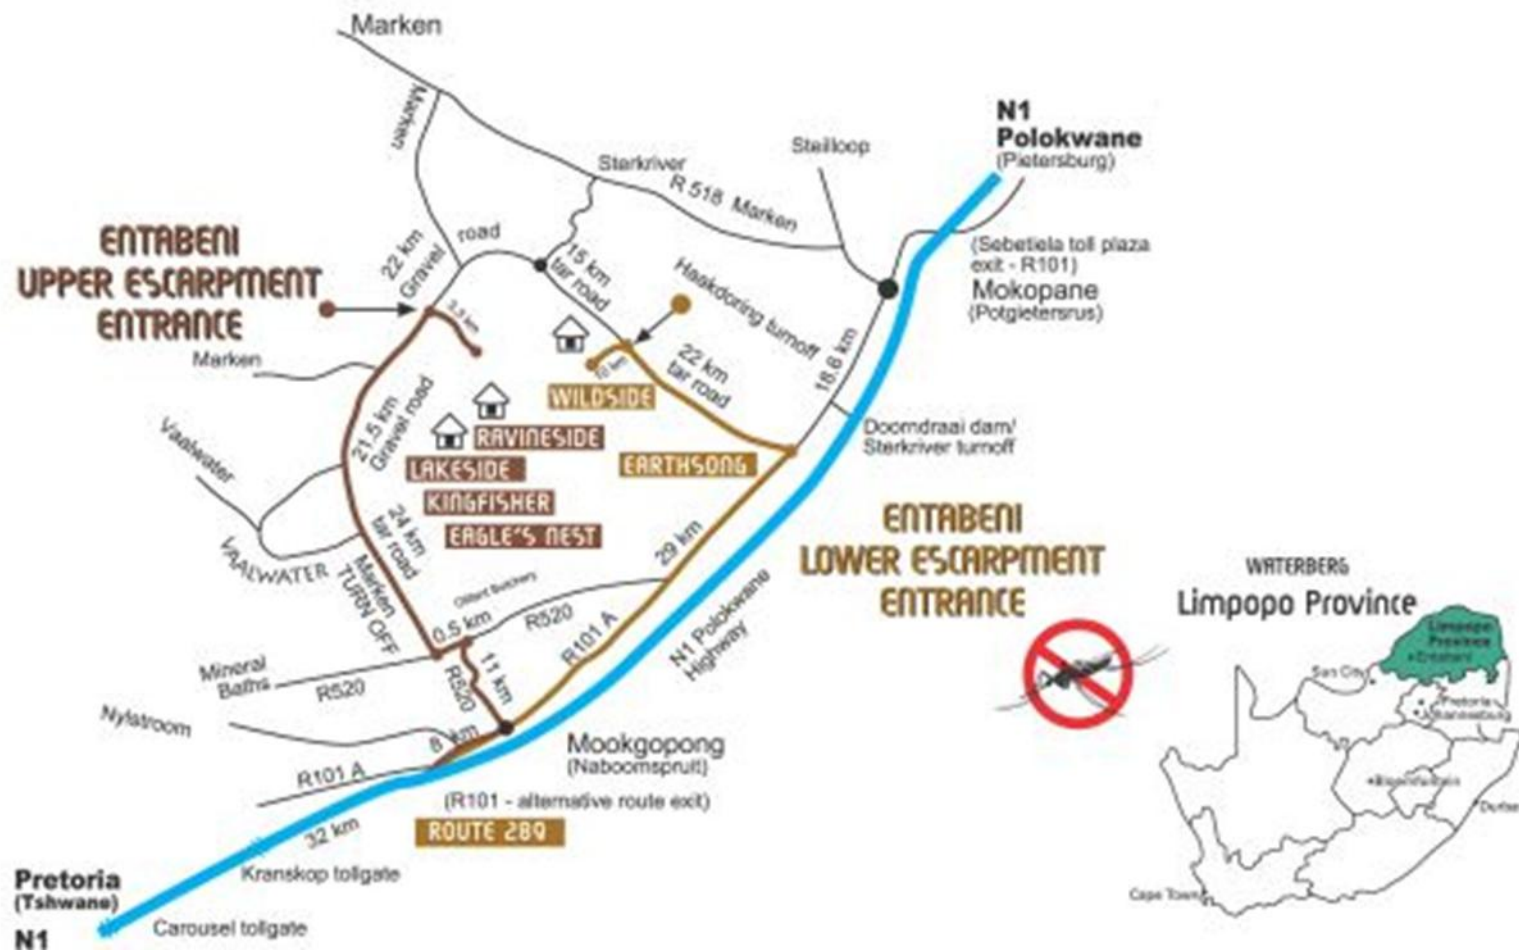 Marken
Marken
Sterkriver
R 518 Marken
Steilloop
N1
Polokwane
(Pietersburg)
(Sebetiela toll plaza
exit - R101)
Mokopane
(Potgietersrus)
ENTABENI
UPPER ESCARPMENT
ENTRANCE
22 km
Gravel
road
15 km
tar road
Haakdoring turnoff
18.6 km
22 km
tar road
Marken
WILDSIDE
RAVINESIDE
LAKESIDE
KINGFISHER
EAGLE'S NEST
EARTHSONG
Doorndraai dam/
Sterkriver turnoff
21.5 km
Gravel road
Vaalwater
VAALWATER
24 km
tar road
Marken
TURN OFF
29 km
ENTABENI
LOWER ESCARPMENT
ENTRANCE
0.5 km
R520
R101 A
N1 Polokwane
Highway
Mineral
Baths
R520
R520
11 km
Nylstroom
8 km
R101 A
Mookgopong
(Naboomspruit)
(R101 - alternative route exit)
ROUTE 289
32 km
Kranskop tollgate
Pretoria
(Tshwane)
N1
Carousel tollgate
WATERBERG
Limpopo Province
Limpopo
Province
Entabeni
Sun City
Pretoria
Johannesburg
Bloemfontein
Cape Town